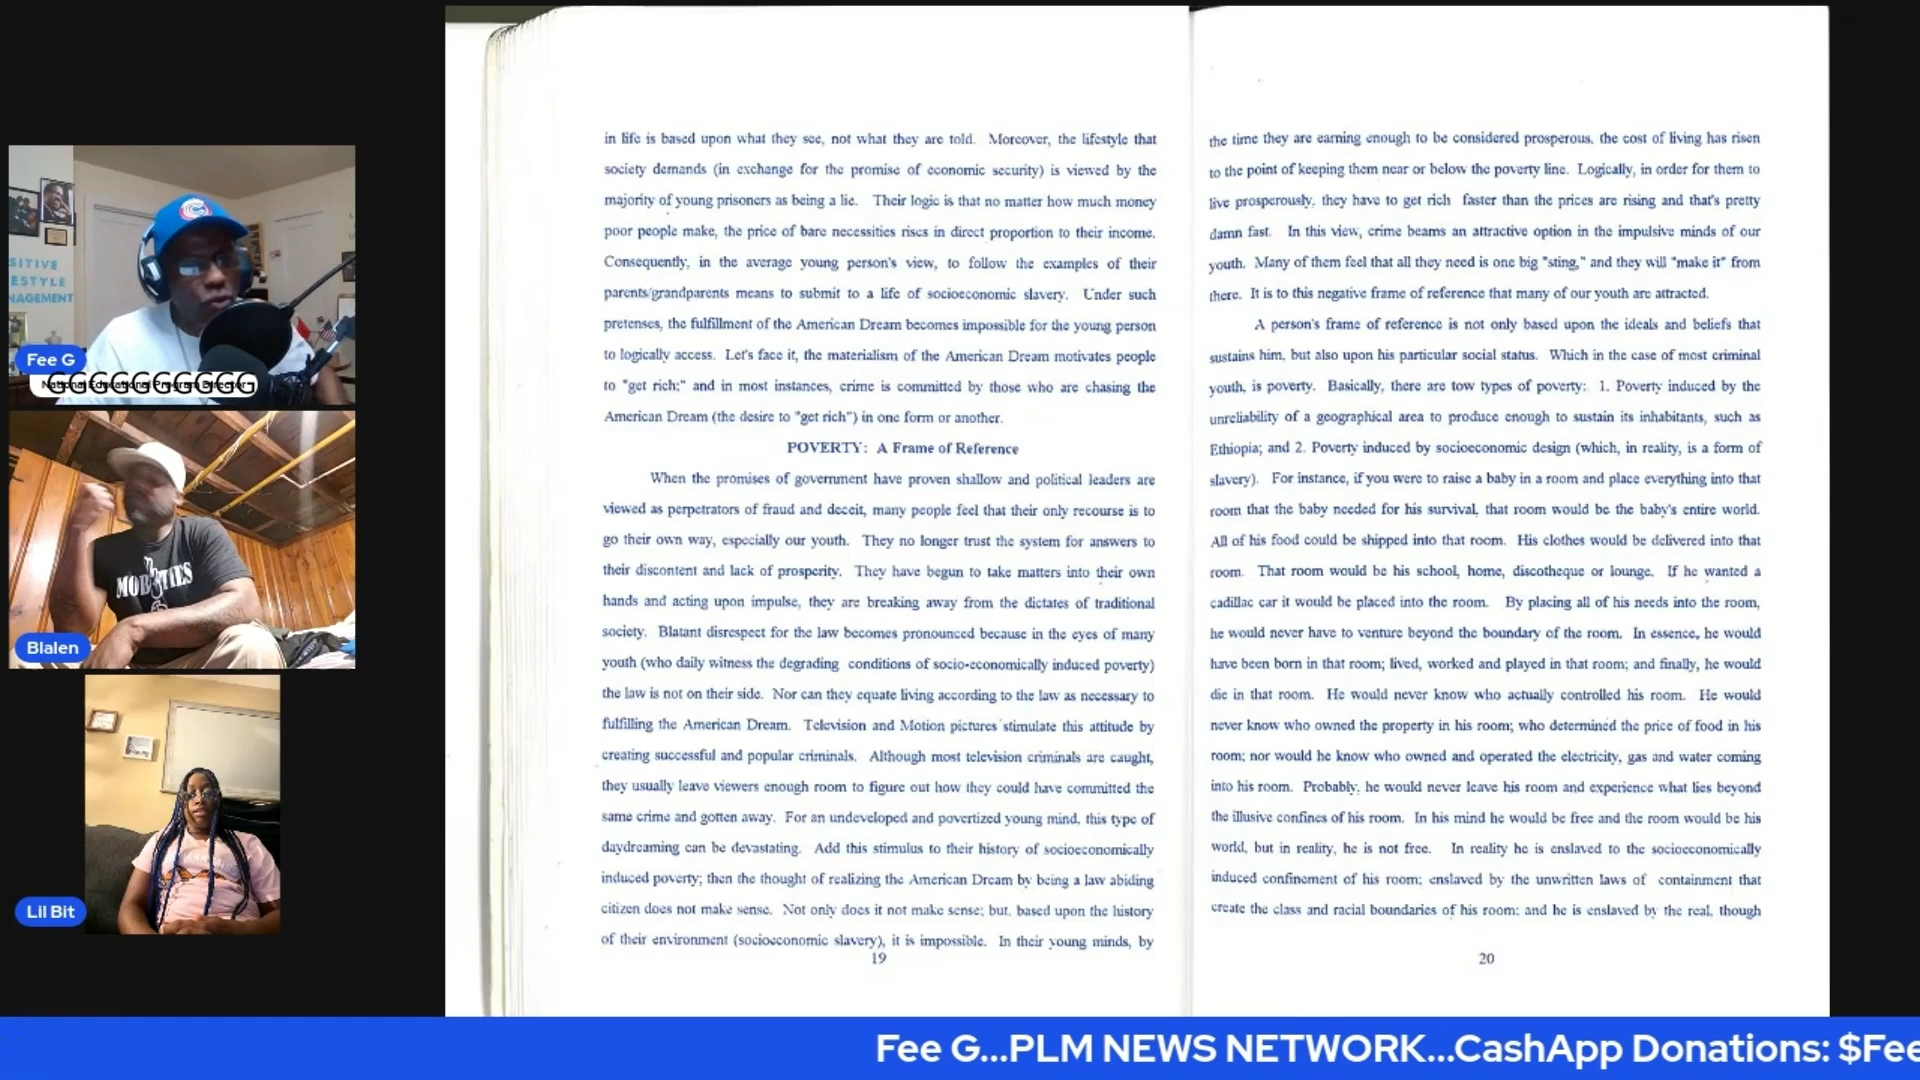 SITIVE
ESTYLE
NAGEMENT
Fee G
National Educational Program Director
GGGGGGGGGG
MOB TIES
Blalen
Lil Bit
in life is based upon what they see, not what they are told. Moreover, the lifestyle that
society demands (in exchange for the promise of economic security) is viewed by the
majority of young prisoners as being a lie. Their logic is that no matter how much money
poor people make, the price of bare necessities rises in direct proportion to their income.
Consequently, in the average young person's view, to follow the examples of their
parents/grandparents means to submit to a life of socioeconomic slavery. Under such
pretenses, the fulfillment of the American Dream becomes impossible for the young person
to logically access. Let's face it, the materialism of the American Dream motivates people
to "get rich;" and in most instances, crime is committed by those who are chasing the
American Dream (the desire to "get rich") in one form or another.
POVERTY: A Frame of Reference
When the promises of government have proven shallow and political leaders are
viewed as perpetrators of fraud and deceit, many people feel that their only recourse is to
go their own way, especially our youth. They no longer trust the system for answers to
their discontent and lack of prosperity. They have begun to take matters into their own
hands and acting upon impulse, they are breaking away from the dictates of traditional
society. Blatant disrespect for the law becomes pronounced because in the eyes of many
youth (who daily witness the degrading conditions of socio-economically induced poverty)
the law is not on their side. Nor can they equate living according to the law as necessary to
fulfilling the American Dream. Television and Motion pictures stimulate this attitude by
creating successful and popular criminals. Although most television criminals are caught,
they usually leave viewers enough room to figure out how they could have committed the
same crime and gotten away. For an undeveloped and povertized young mind, this type of
daydreaming can be devastating. Add this stimulus to their history of socioeconomically
induced poverty; then the thought of realizing the American Dream by being a law abiding
citizen does not make sense. Not only does it not make sense; but, based upon the history
of their environment (socioeconomic slavery), it is impossible. In their young minds, by
19
the time they are earning enough to be considered prosperous, the cost of living has risen
to the point of keeping them near or below the poverty line. Logically, in order for them to
live prosperously, they have to get rich faster than the prices are rising and that's pretty
damn fast. In this view, crime beams an attractive option in the impulsive minds of our
youth. Many of them feel that all they need is one big "sting," and they will "make it" from
there. It is to this negative frame of reference that many of our youth are attracted.
A person's frame of reference is not only based upon the ideals and beliefs that
sustains him, but also upon his particular social status. Which in the case of most criminal
youth, is poverty. Basically, there are tow types of poverty: 1. Poverty induced by the
unreliability of a geographical area to produce enough to sustain its inhabitants, such as
Ethiopia; and 2. Poverty induced by socioeconomic design (which, in reality, is a form of
slavery). For instance, if you were to raise a baby in a room and place everything into that
room that the baby needed for his survival, that room would be the baby's entire world.
All of his food could be shipped into that room. His clothes would be delivered into that
room. That room would be his school, home, discotheque or lounge. If he wanted a
cadillac car it would be placed into the room. By placing all of his needs into the room,
he would never have to venture beyond the boundary of the room. In essence, he would
have been born in that room; lived, worked and played in that room; and finally, he would
die in that room. He would never know who actually controlled his room. He would
never know who owned the property in his room; who determined the price of food in his
room; nor would he know who owned and operated the electricity, gas and water coming
into his room. Probably, he would never leave his room and experience what lies beyond
the illusive confines of his room. In his mind he would be free and the room would be his
world, but in reality, he is not free. In reality he is enslaved to the socioeconomically
induced confinement of his room; enslaved by the unwritten laws of containment that
create the class and racial boundaries of his room; and he is enslaved by the real, though
20
Fee G...PLM NEWS NETWORK...CashApp Donations: $Fee